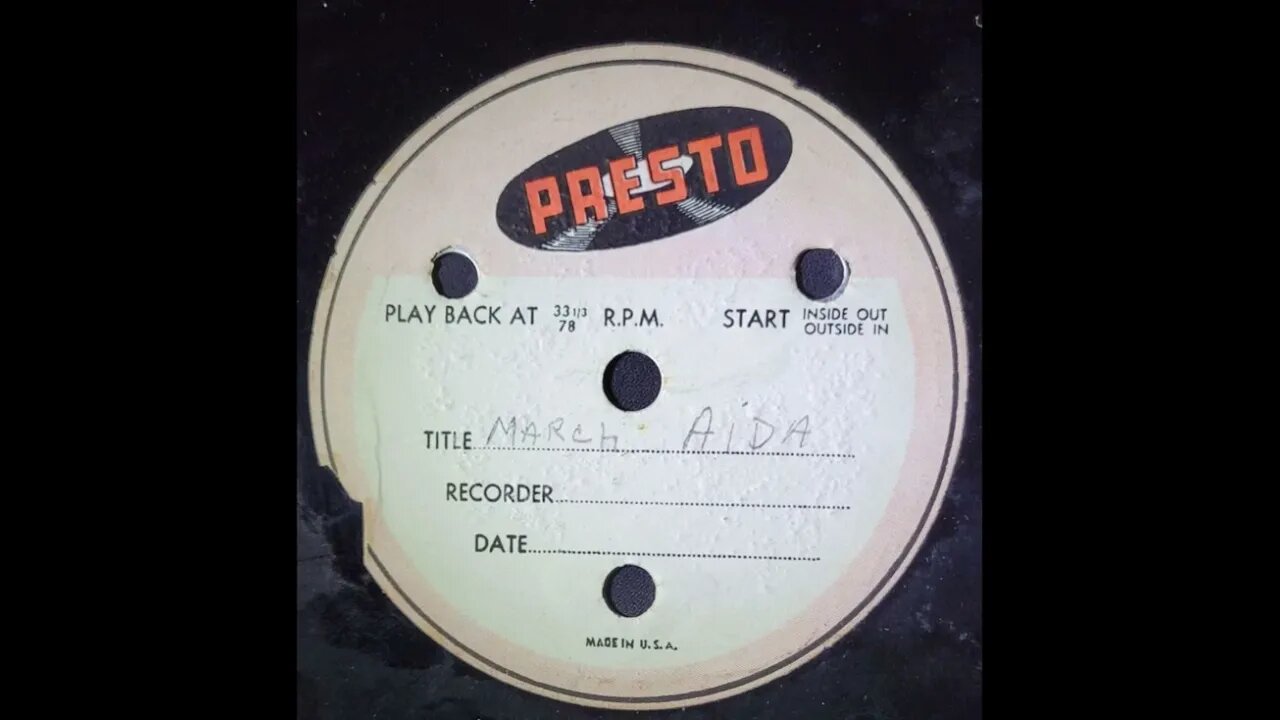 PRESTO
PLAY BACK AT 33 1/3 78 R.P.M. START INSIDE OUT OUTSIDE IN
TITLE MARCH AiDA
RECORDER
DATE
MADE IN U.S.A.